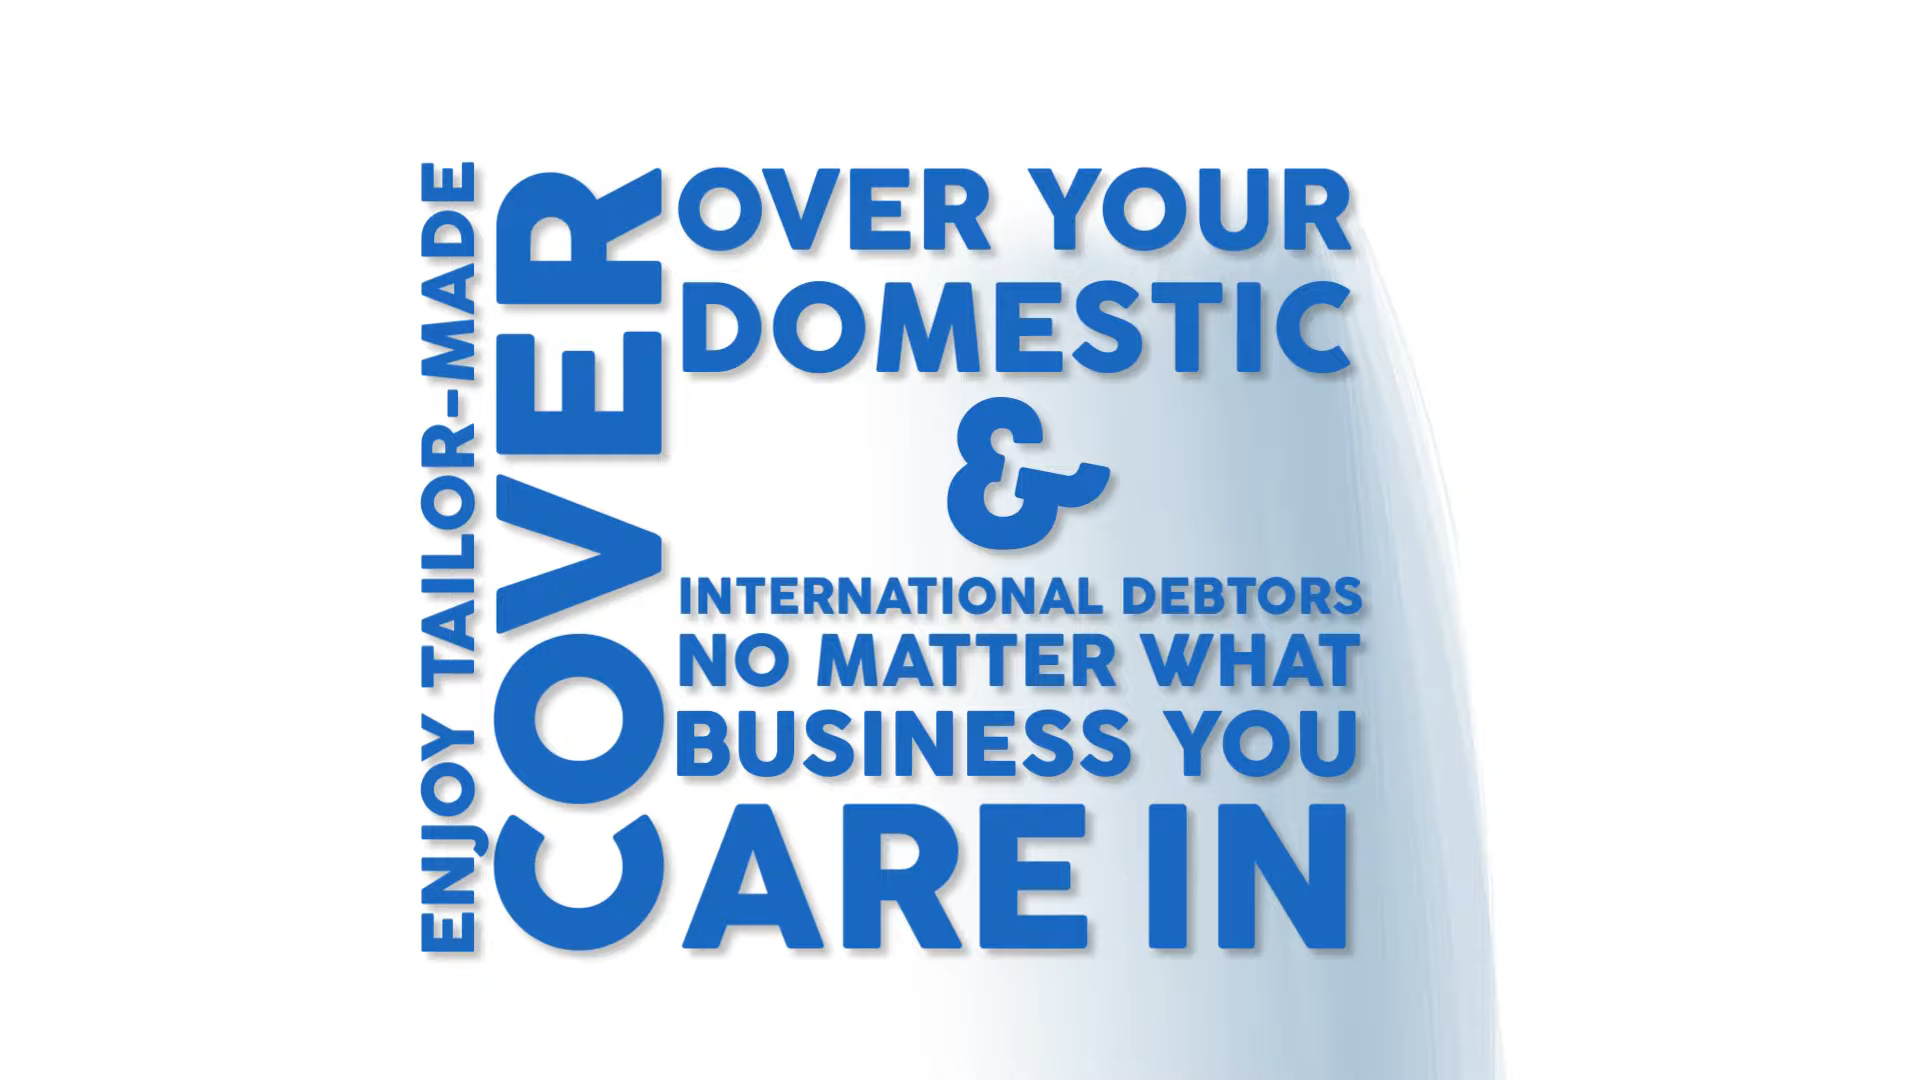 ENJOY TAILOR-MADE
COVER
OVER YOUR
DOMESTIC
&
INTERNATIONAL DEBTORS
NO MATTER WHAT
BUSINESS YOU
ARE IN